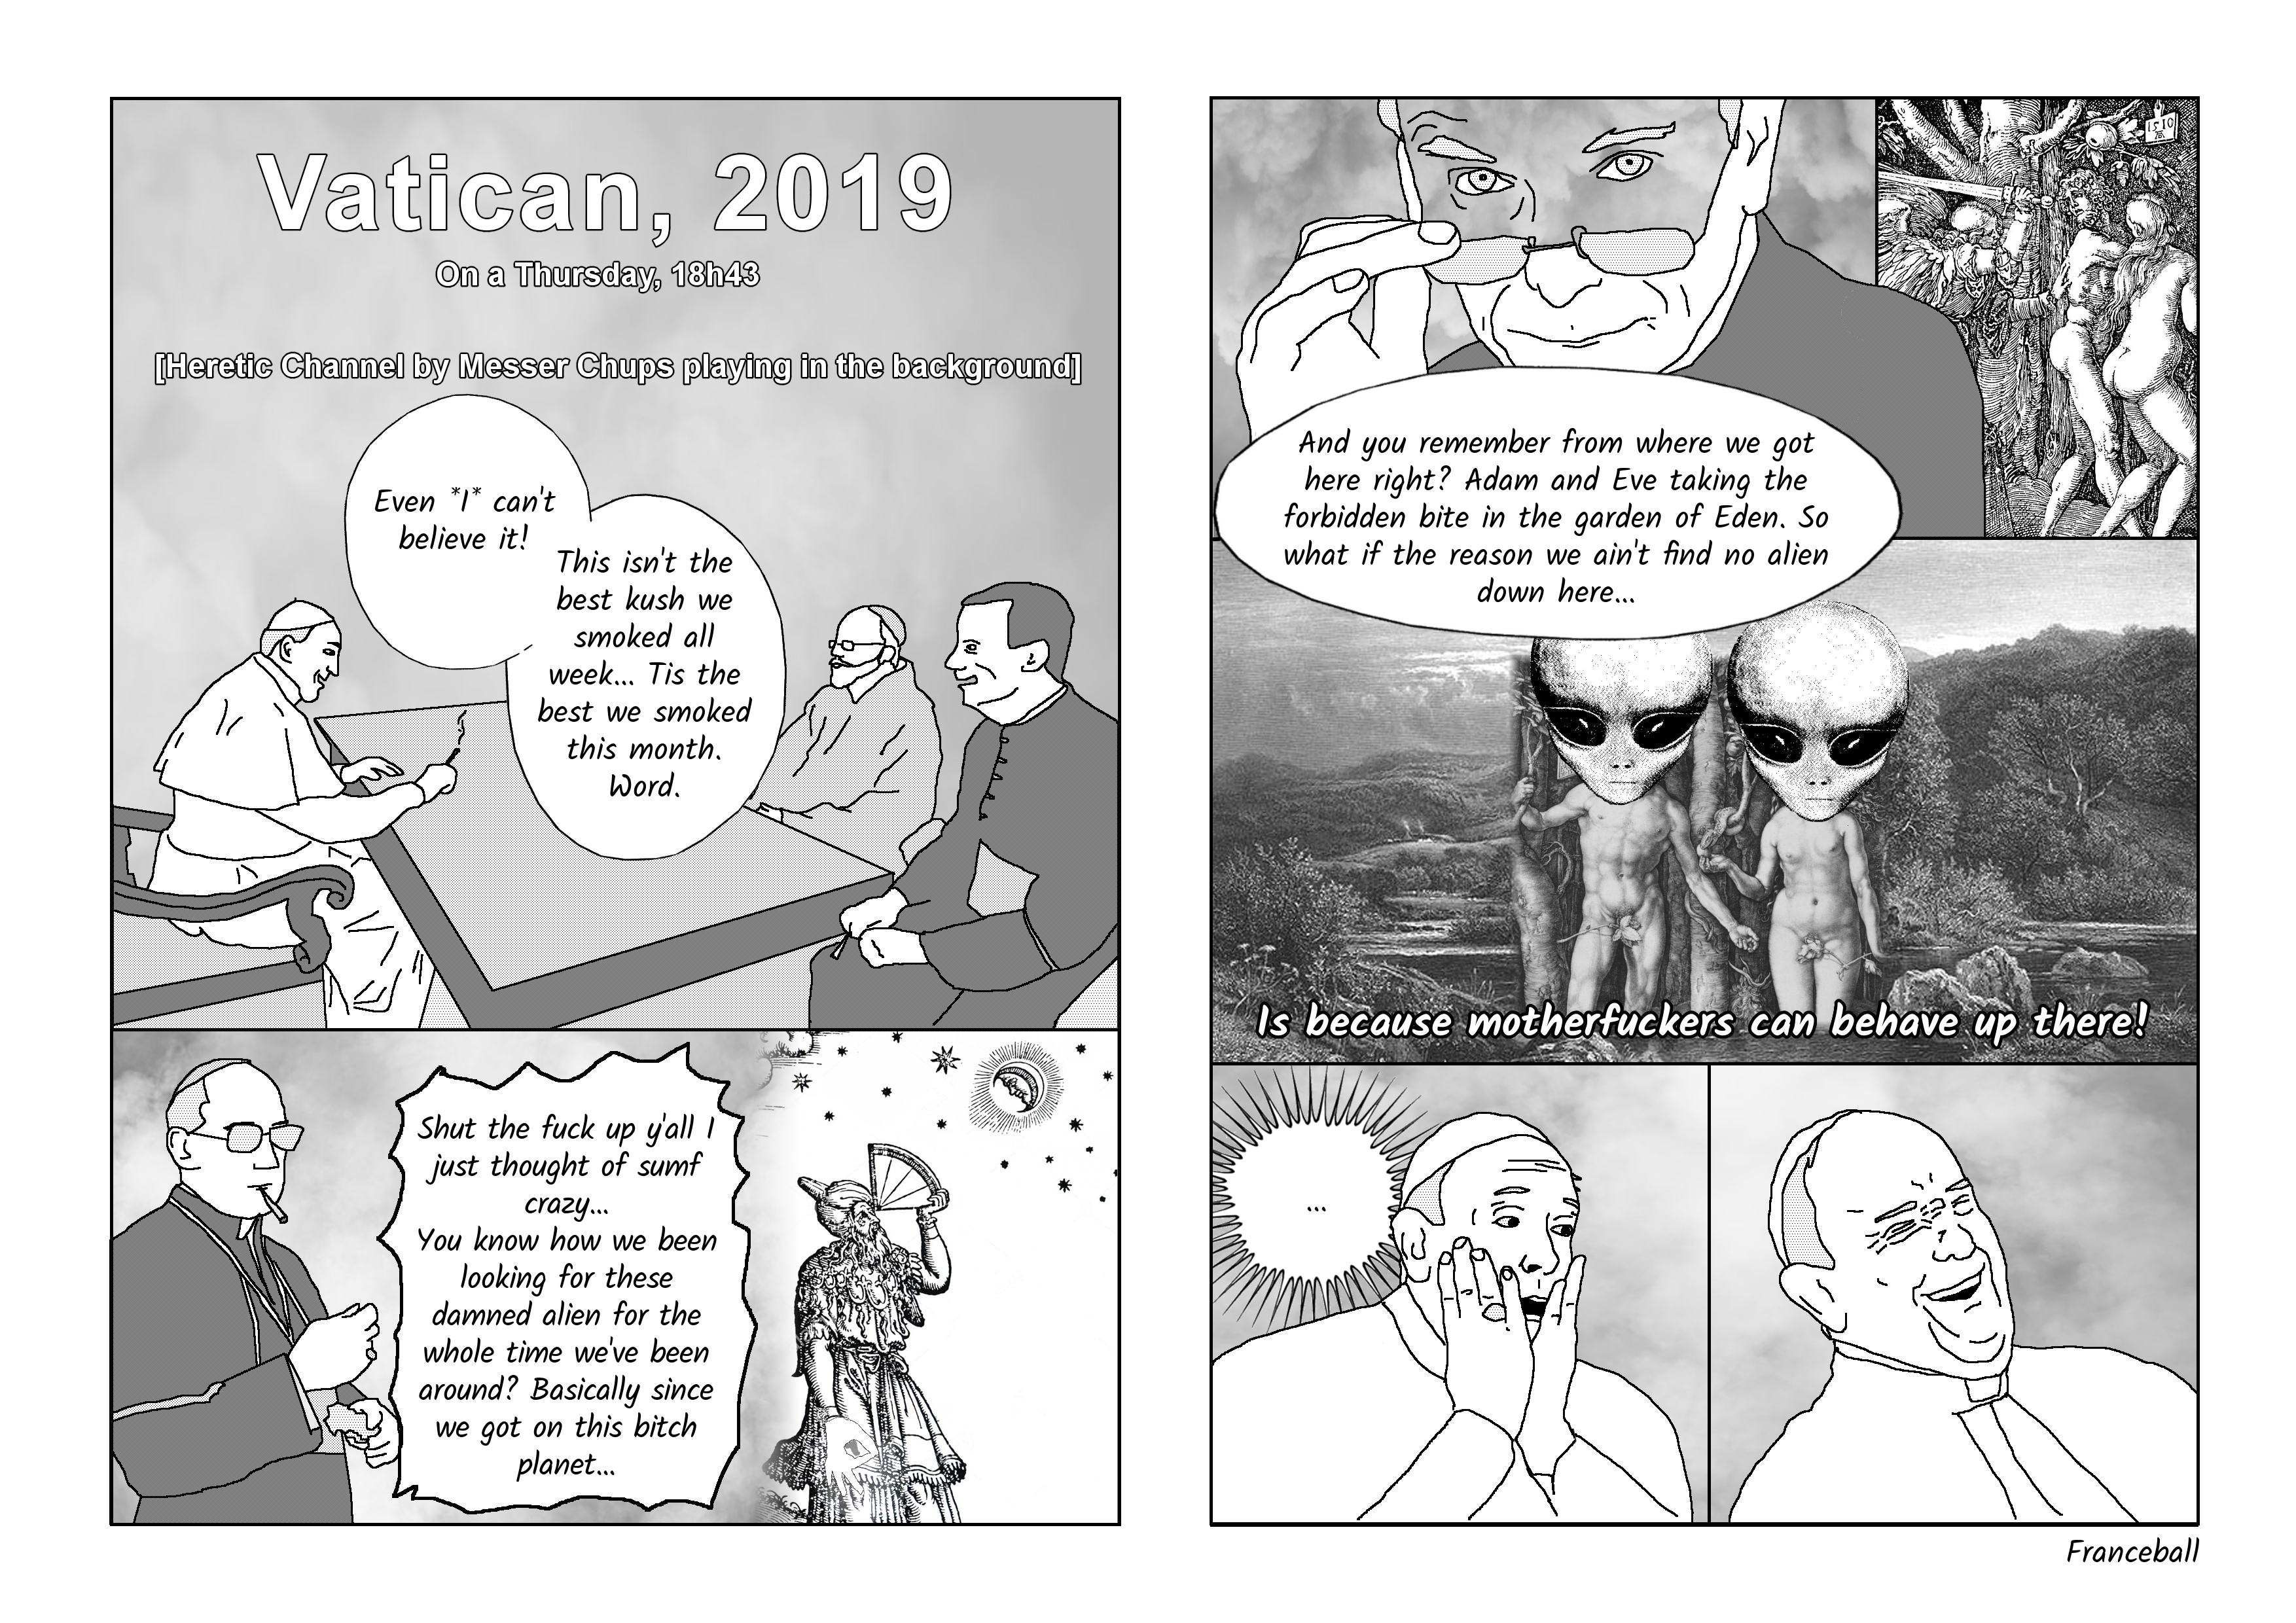 Vatican, 2019
On a Thursday, 18h43
[Heretic Channel by Messer Chups playing in the background]
Even *I* can't
believe it!
This isn't the
best kush we
smoked all
week... Tis the
best we smoked
this month.
Word.
Shut the fuck up y'all I
just thought of sumf
crazy...
You know how we been
looking for these
damned alien for the
whole time we've been
around? Basically since
we got on this bitch
planet...
1510
And you remember from where we got
here right? Adam and Eve taking the
forbidden bite in the garden of Eden. So
what if the reason we ain't find no alien
down here...
Is because motherfuckers can behave up there!
...
Franceball